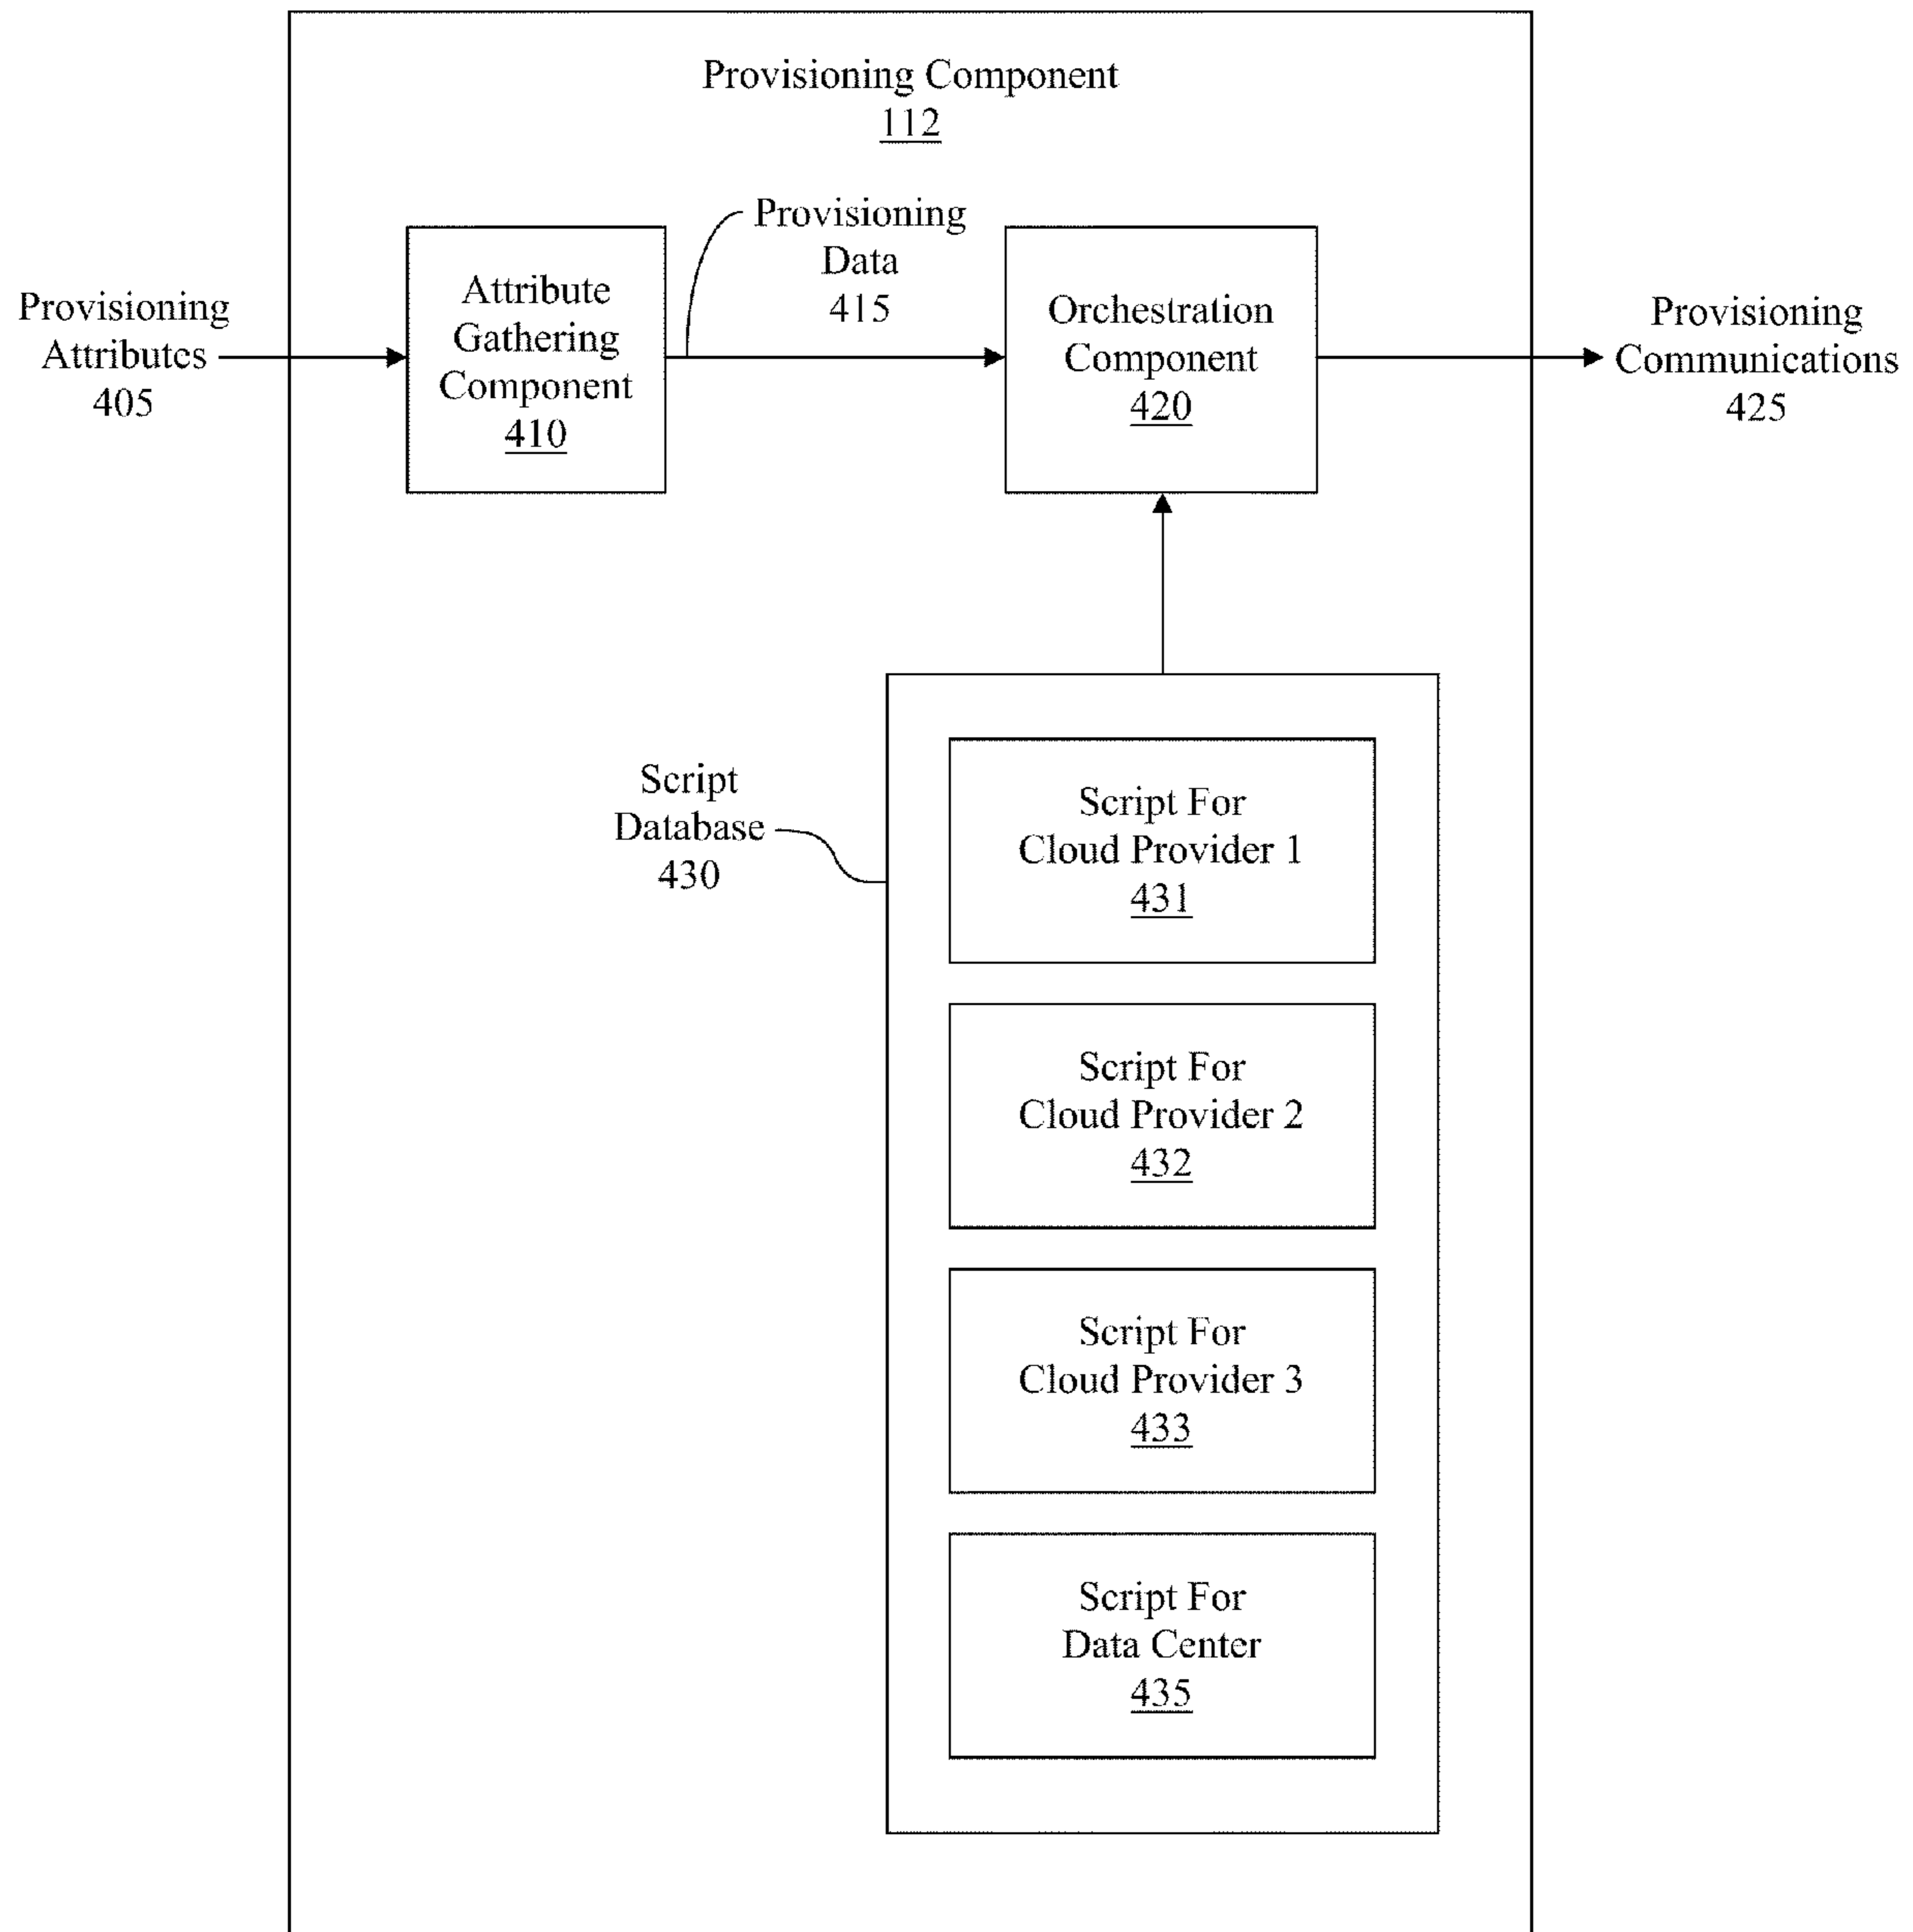 Provisioning Component
112
Provisioning
Attributes
405
Attribute
Gathering
Component
410
Provisioning
Data
415
Orchestration
Component
420
Provisioning
Communications
425
Script
Database
430
Script For
Cloud Provider 1
431
Script For
Cloud Provider 2
432
Script For
Cloud Provider 3
433
Script For
Data Center
435